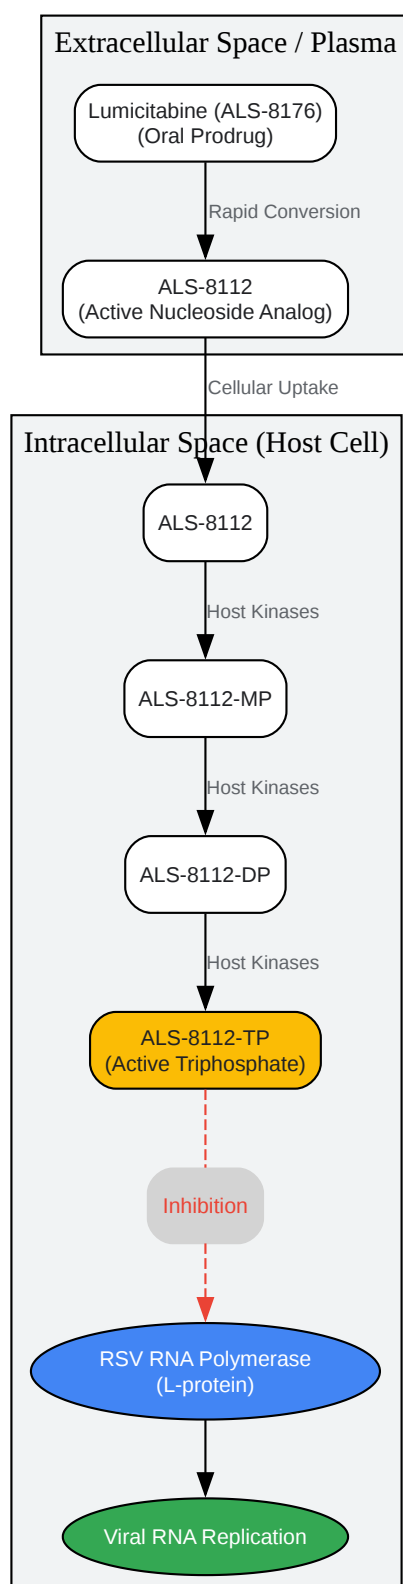 Extracellular Space / Plasma
Lumicitabine (ALS-8176)
(Oral Prodrug)
Rapid Conversion
ALS-8112
(Active Nucleoside Analog)
Cellular Uptake
Intracellular Space (Host Cell)
ALS-8112
Host Kinases
ALS-8112-MP
Host Kinases
ALS-8112-DP
Host Kinases
ALS-8112-TP
(Active Triphosphate)
Inhibition
RSV RNA Polymerase
(L-protein)
Viral RNA Replication